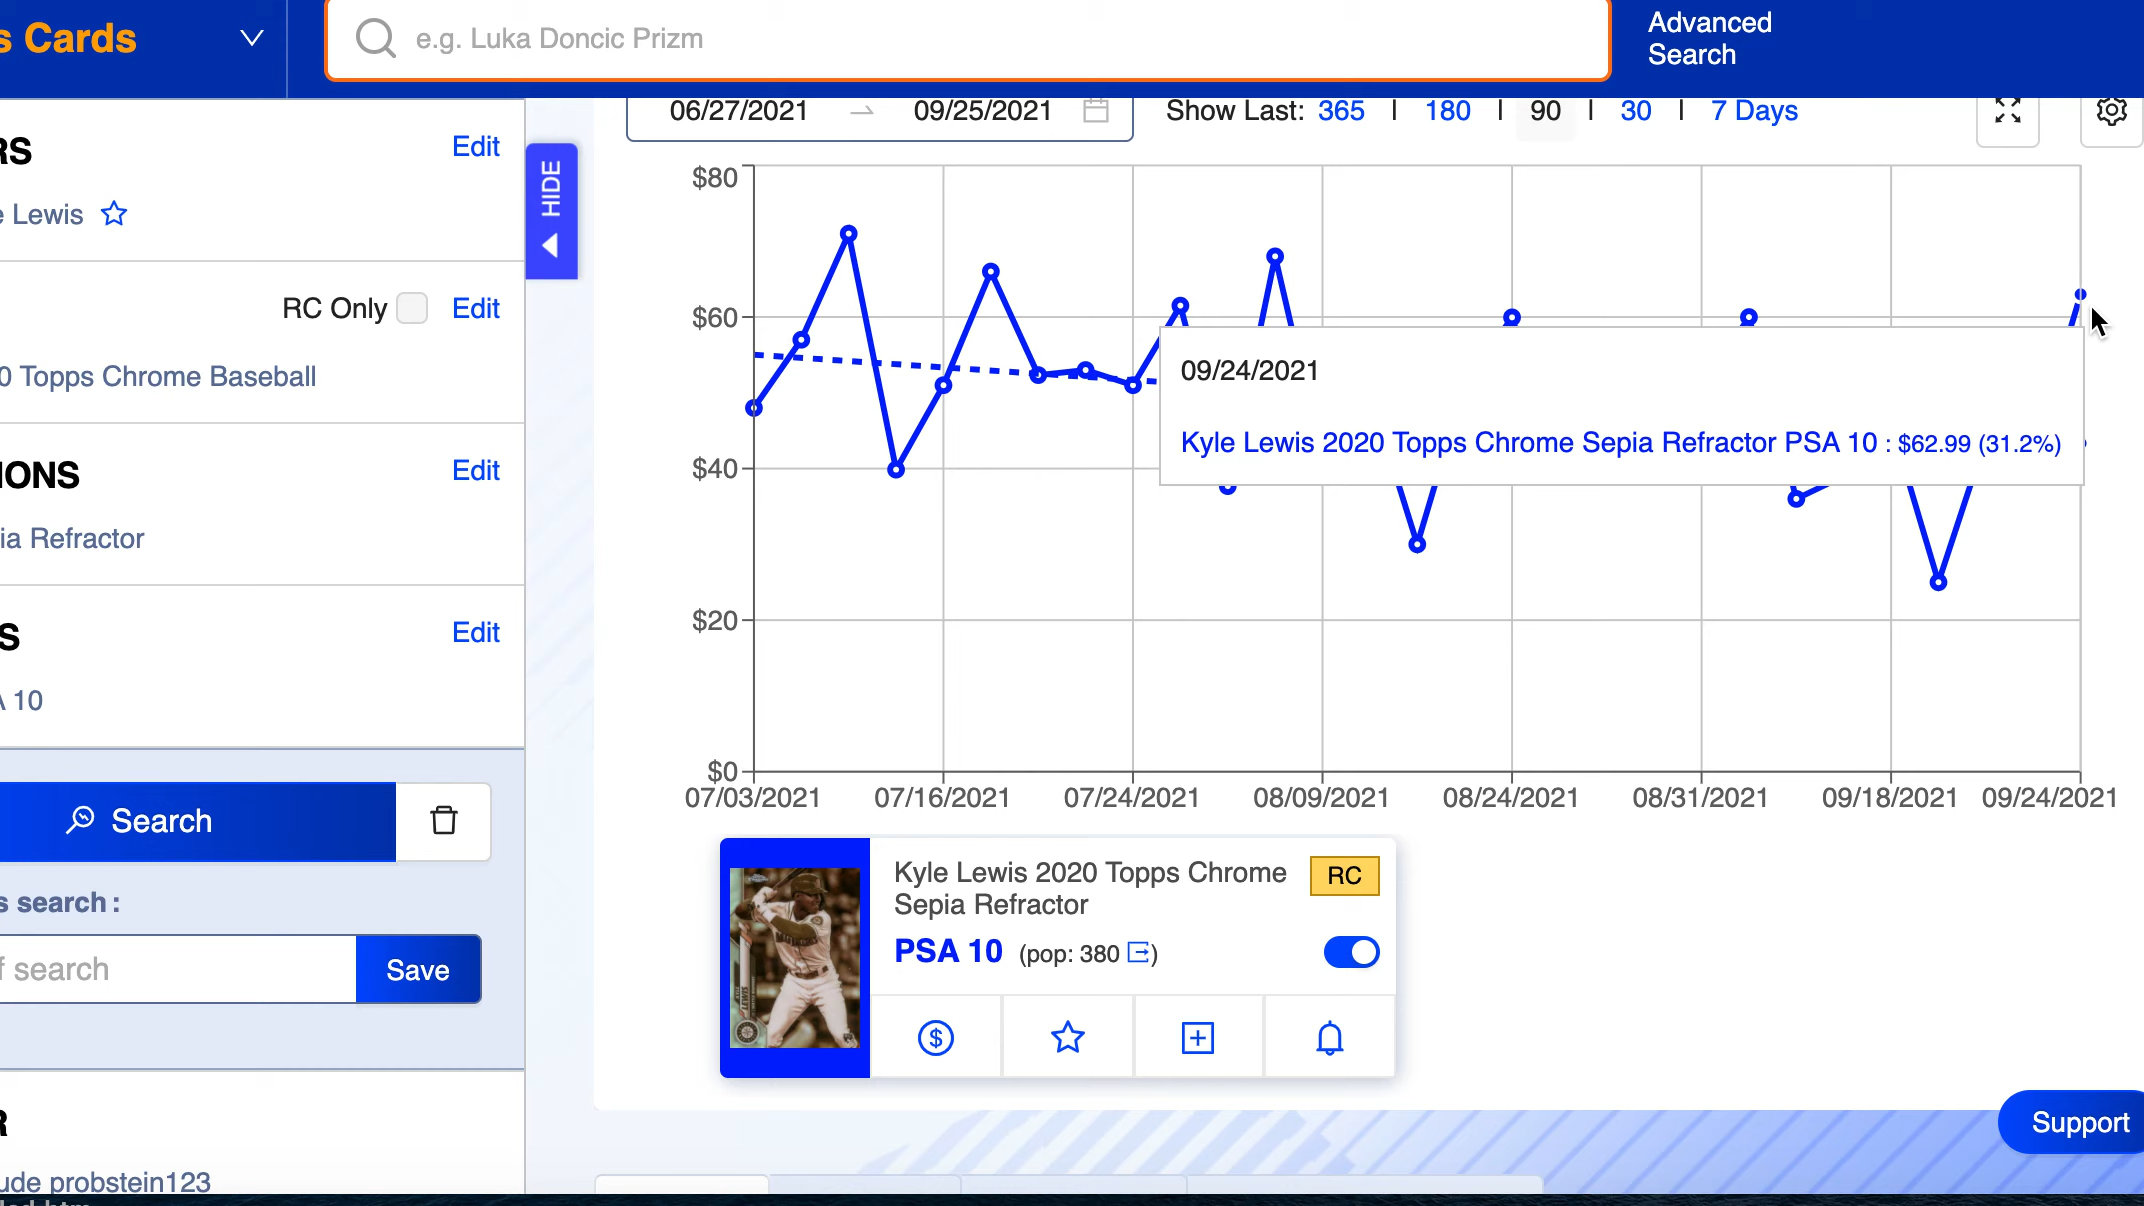 s Cards
e.g. Luka Doncic Prizm
Advanced
Search
06/27/2021
09/25/2021
Show Last: 365 | 180 | 90 | 30 | 7 Days
RS
Edit
e Lewis
HIDE
RC Only
Edit
0 Topps Chrome Baseball
IONS
Edit
ia Refractor
S
Edit
A 10
Search
s search :
f search
Save
R
ude probstein123
$80
$60
$40
$20
$0
09/24/2021
Kyle Lewis 2020 Topps Chrome Sepia Refractor PSA 10 : $62.99 (31.2%)
07/03/2021
07/16/2021
07/24/2021
08/09/2021
08/24/2021
08/31/2021
09/18/2021
09/24/2021
Kyle Lewis 2020 Topps Chrome
Sepia Refractor
RC
PSA 10 (pop: 380)
Support